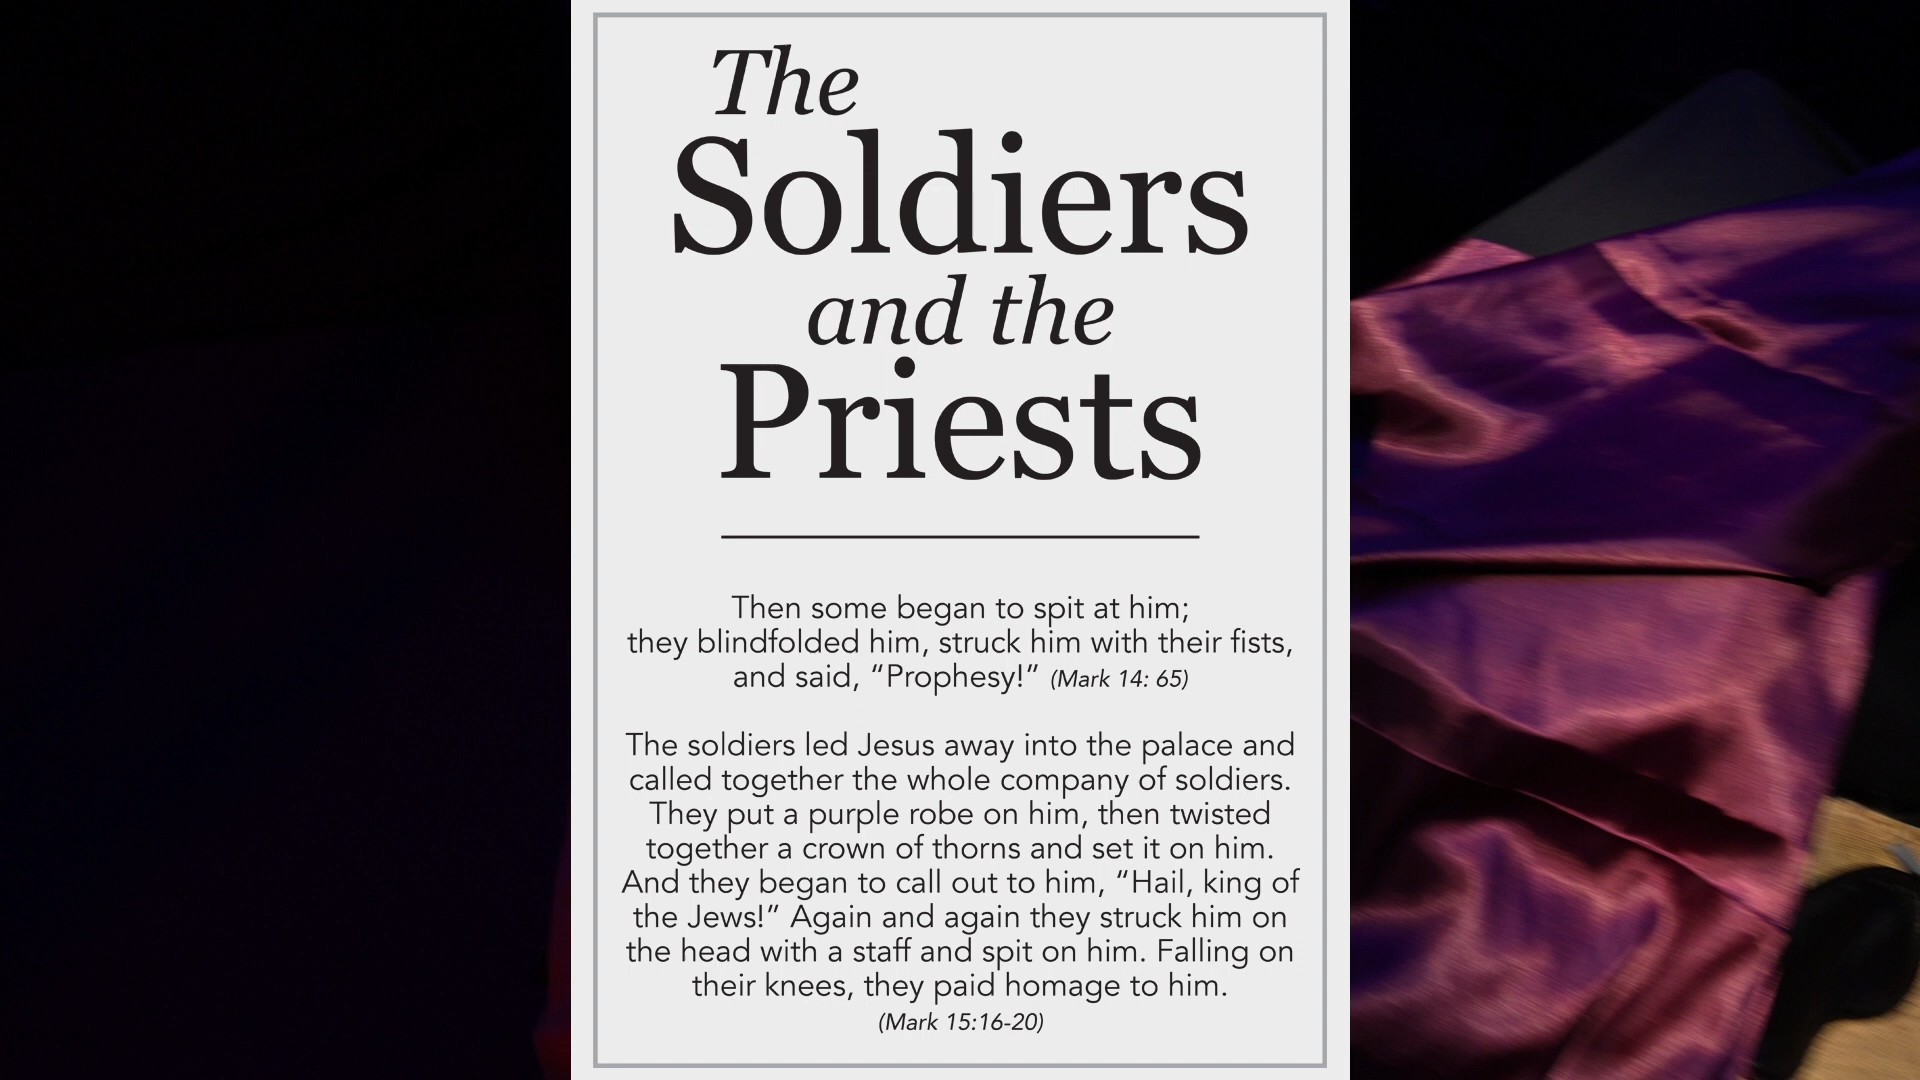 The
Soldiers
and the
Priests
Then some began to spit at him;
they blindfolded him, struck him with their fists,
and said, “Prophesy!” (Mark 14: 65)
The soldiers led Jesus away into the palace and
called together the whole company of soldiers.
They put a purple robe on him, then twisted
together a crown of thorns and set it on him.
And they began to call out to him, “Hail, king of
the Jews!” Again and again they struck him on
the head with a staff and spit on him. Falling on
their knees, they paid homage to him.
(Mark 15:16-20)